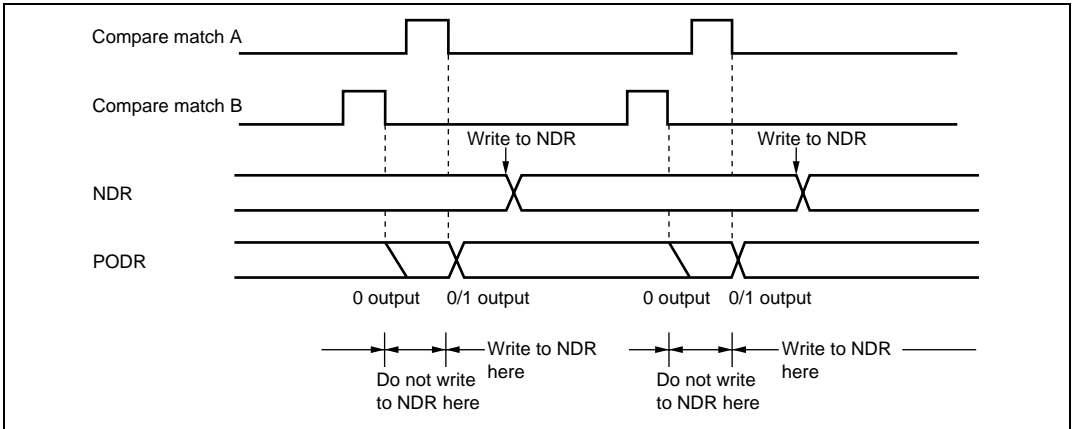 Compare match A
Compare match B
Write to NDR
Write to NDR
NDR
PODR
0 output
0/1 output
0 output
0/1 output
Write to NDR
here
Do not write
to NDR here
Write to NDR
here
Do not write
to NDR here